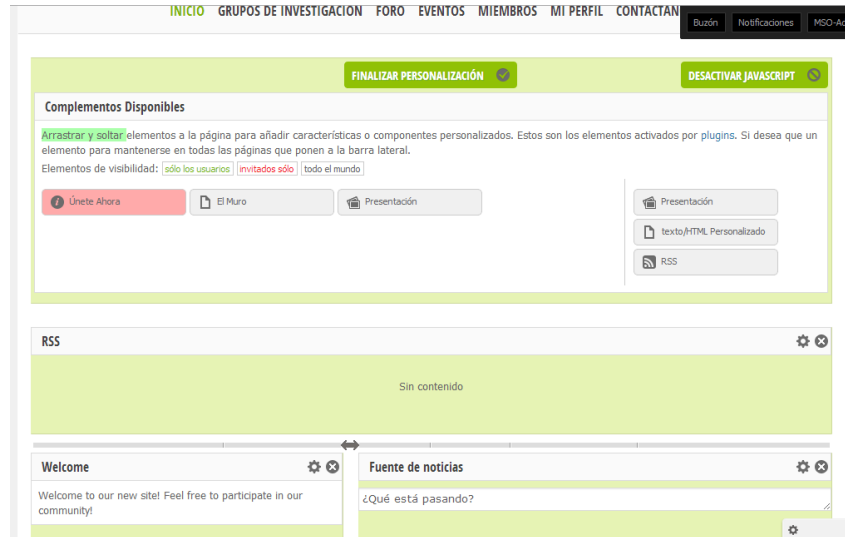 INICIO GRUPOS DE INVESTIGACIÓN FORO EVENTOS MIEMBROS MI PERFIL
Buzón Notificaciones
FINALIZAR PERSONALIZACIÓN DESACTIVAR JAVASCRIPT
Complementos Disponibles
Arrastrar y soltar elementos a la página para añadir características o componentes personalizados. Estos son los elementos activados por plugins. Si desea que un
elemento para mantenerse en todas las páginas que ponen a la barra lateral.
Elementos de visibilidad: sólo los usuarios invitados sólo todo el mundo
Únete Ahora El Muro Presentación Presentación
texto/HTML Personalizado
RSS
RSS
Sin contenido
Welcome
Welcome to our new site! Feel free to participate in our
community!
Fuente de noticias
¿Qué está pasando?